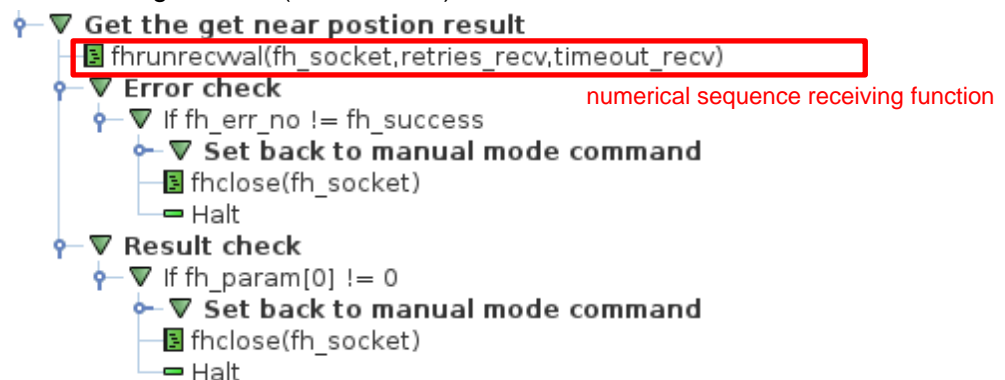 Get the get near postion result
fhrunrecvval(fh_socket,retries_recv,timeout_recv)
Error check
numerical sequence receiving function
If fh_err_no != fh_success
Set back to manual mode command
fhclose(fh_socket)
Halt
Result check
If fh_param[0] != 0
Set back to manual mode command
fhclose(fh_socket)
Halt